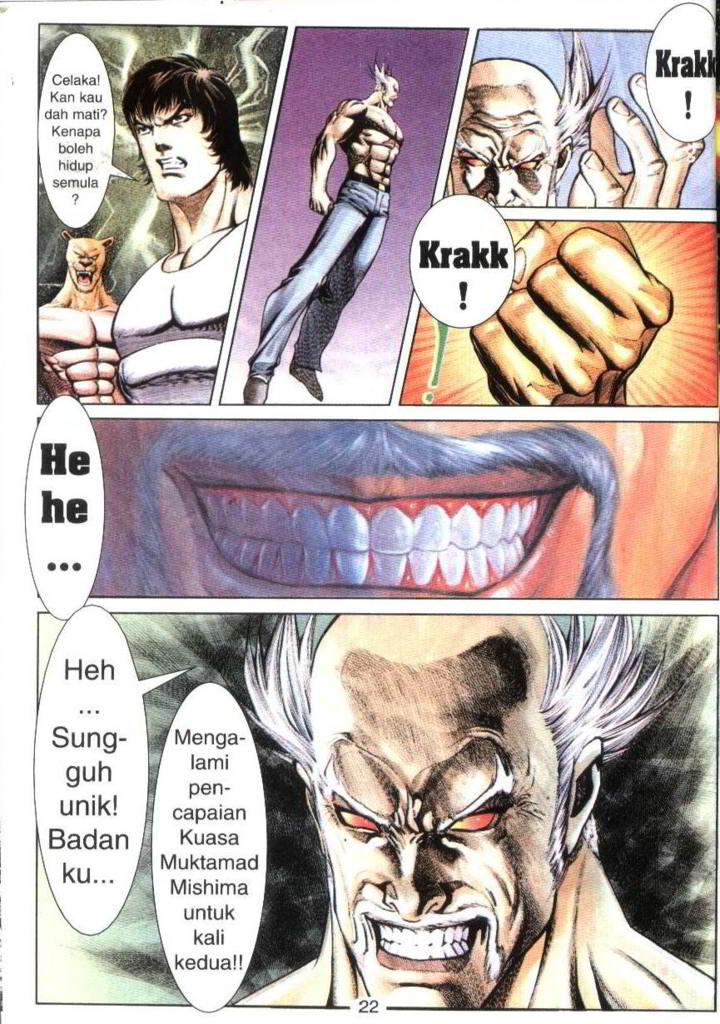 Celaka!
Kan kau
dah mati?
Kenapa
boleh
hidup
semula
?
Krakk
!
Krakk
!
He
he
...
Heh
...
Sung-
guh
unik!
Badan
ku...
Menga-
lami
pen-
capaian
Kuasa
Muktamad
Mishima
untuk
kali
kedua!!
22